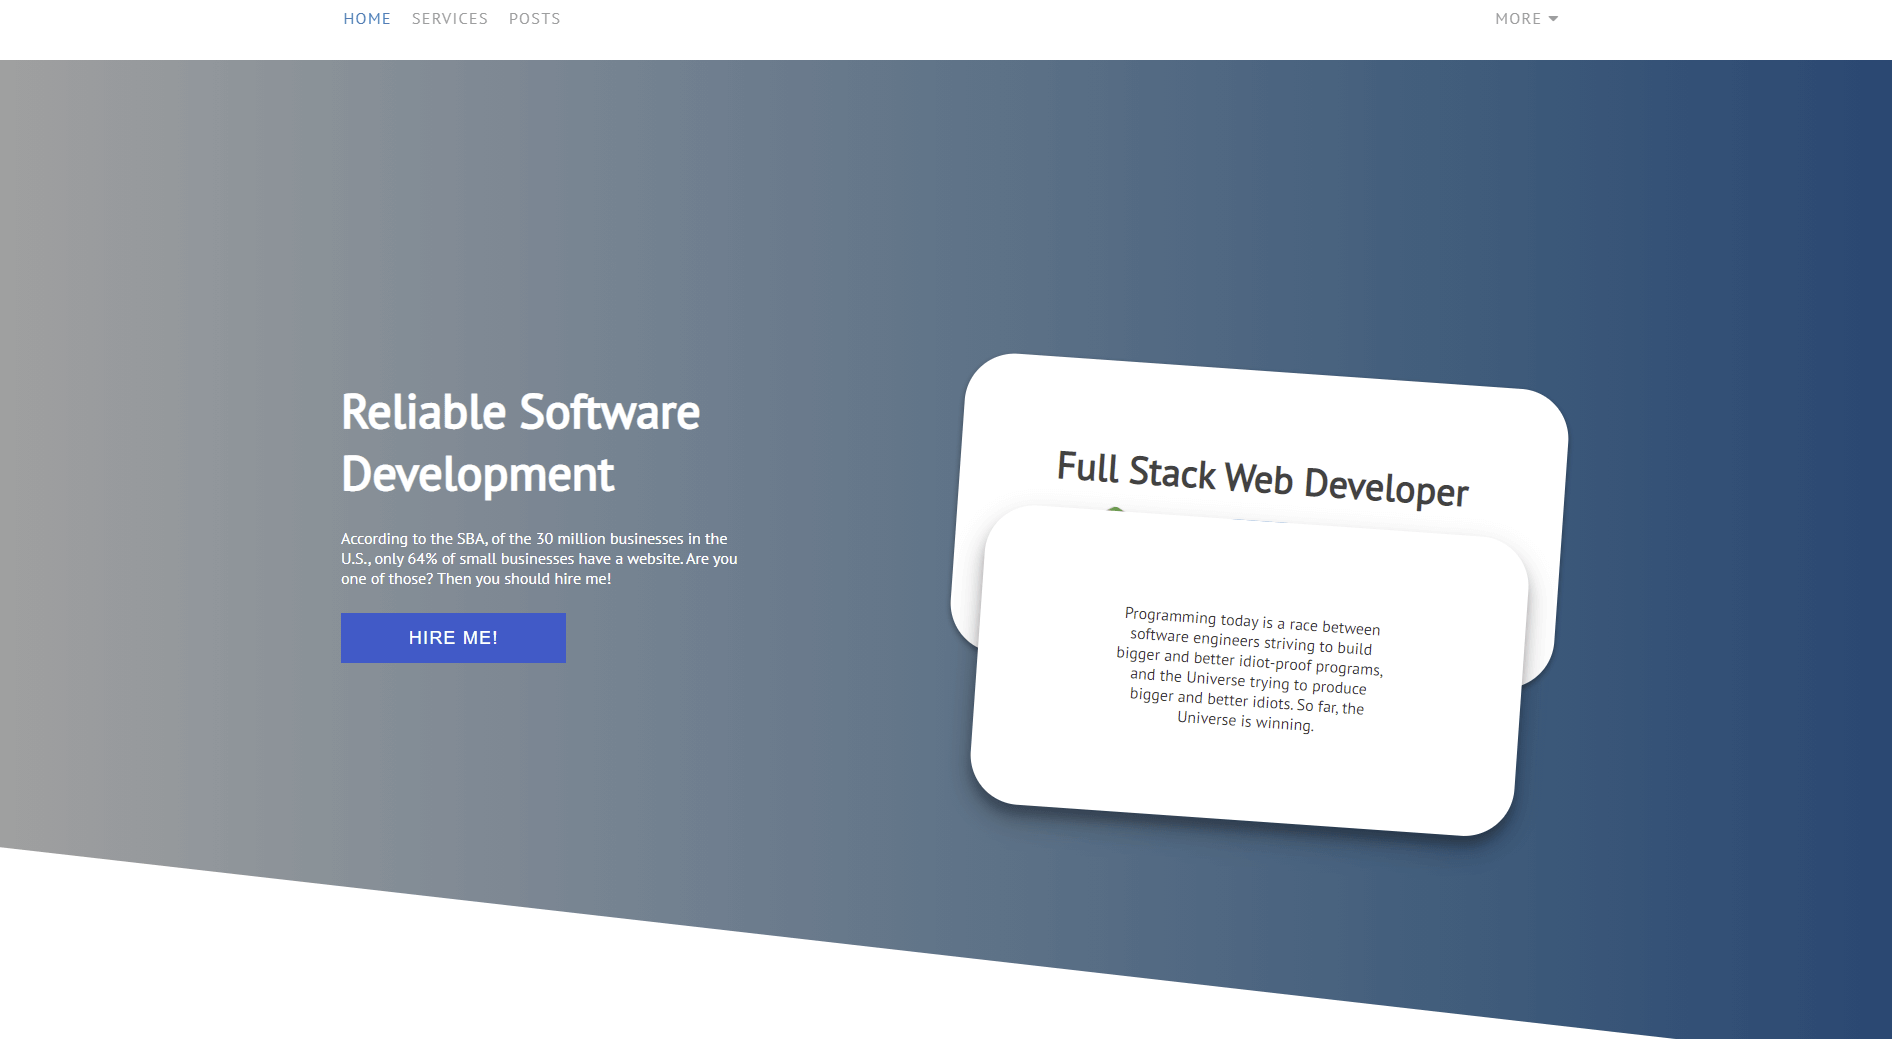 HOME SERVICES POSTS MORE
Reliable Software
Development
According to the SBA, of the 30 million businesses in the
U.S., only 64% of small businesses have a website. Are you
one of those? Then you should hire me!
HIRE ME!
Full Stack Web Developer
Programming today is a race between
software engineers striving to build
bigger and better idiot-proof programs,
and the Universe trying to produce
bigger and better idiots. So far, the
Universe is winning.